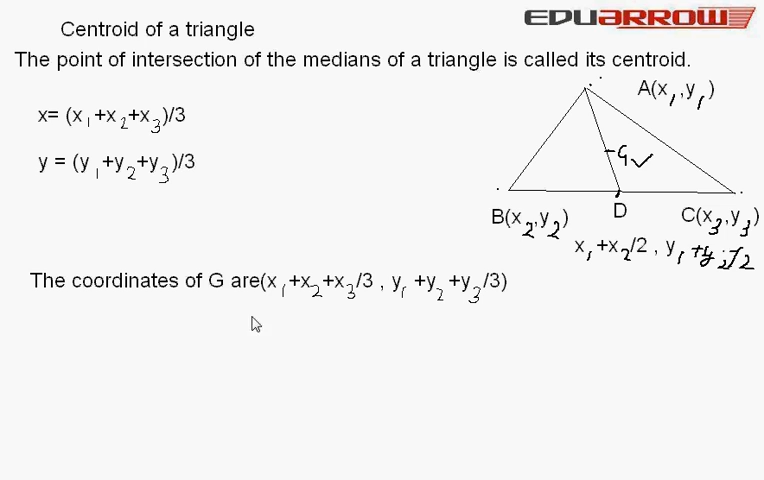 EDUARROW
Centroid of a triangle
The point of intersection of the medians of a triangle is called its centroid.
A(x₁,y₁)
x= (x₁+x₂+x₃)/3
G
y = (y₁+y₂+y₃)/3
B(x₂,y₂) D C(x₃,y₃)
x₁+x₂/2 , y₁+y₂/2
The coordinates of G are(x₁+x₂+x₃/3 , y₁+y₂+y₃/3)